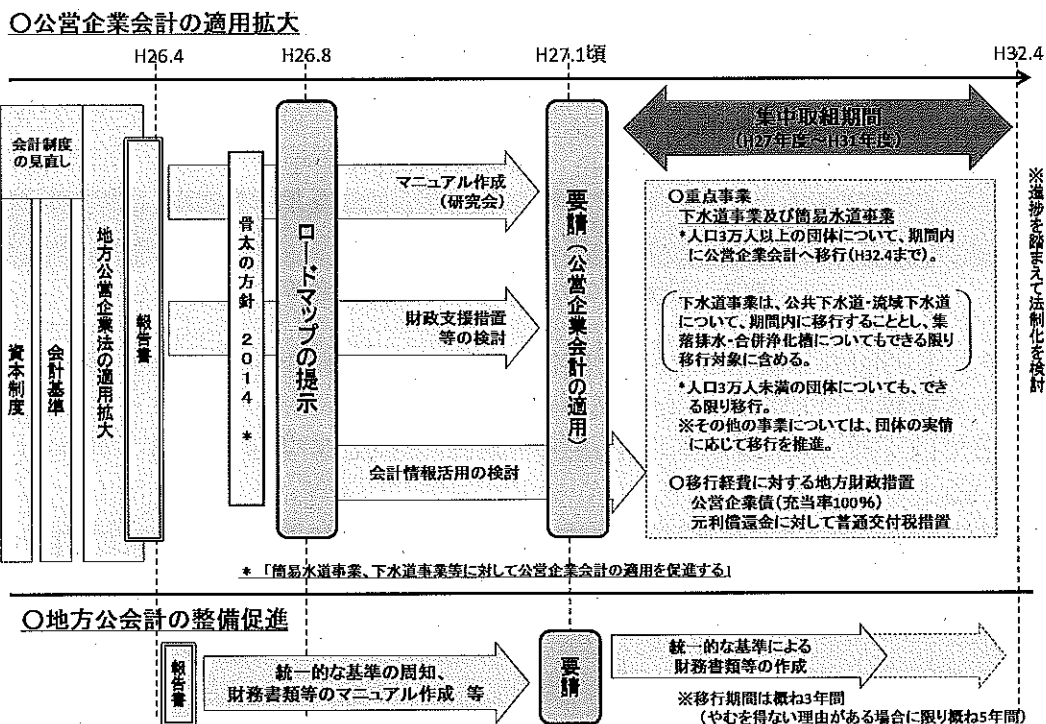 〇公営企業会計の適用拡大
H26.4
H26.8
H27.1頃
H32.4
会計制度
の見直し
資本制度
会計基準
地方公営企業法の適用拡大
報告書
骨太の方針 2014 *
マニュアル作成
(研究会)
財政支援措置
等の検討
会計情報活用の検討
ロードマップの提示
要請(公営企業会計の適用)
集中取組期間
(H27年度~H31年度)
〇重点事業
下水道事業及び簡易水道事業
*人口3万人以上の団体について、期間内
に公営企業会計へ移行(H32.4まで)。
下水道事業は、公共下水道・流域下水道
について、期間内に移行することとし、集
落排水・合併浄化槽についてもできる限り
移行対象に含める。
*人口3万人未満の団体についても、でき
る限り移行。
※その他の事業については、団体の実情
に応じて移行を推進。
〇移行経費に対する地方財政措置
公営企業債(充当率100%)
元利償還金に対して普通交付税措置
※進捗を踏まえて法制化を検討
* 「簡易水道事業、下水道事業等に対して公営企業会計の適用を促進する」
〇地方公会計の整備促進
報告書
統一的な基準の周知、
財務書類等のマニュアル作成 等
要請
統一的な基準による
財務書類等の作成
※移行期間は概ね3年間
(やむを得ない理由がある場合に限り概ね5年間)